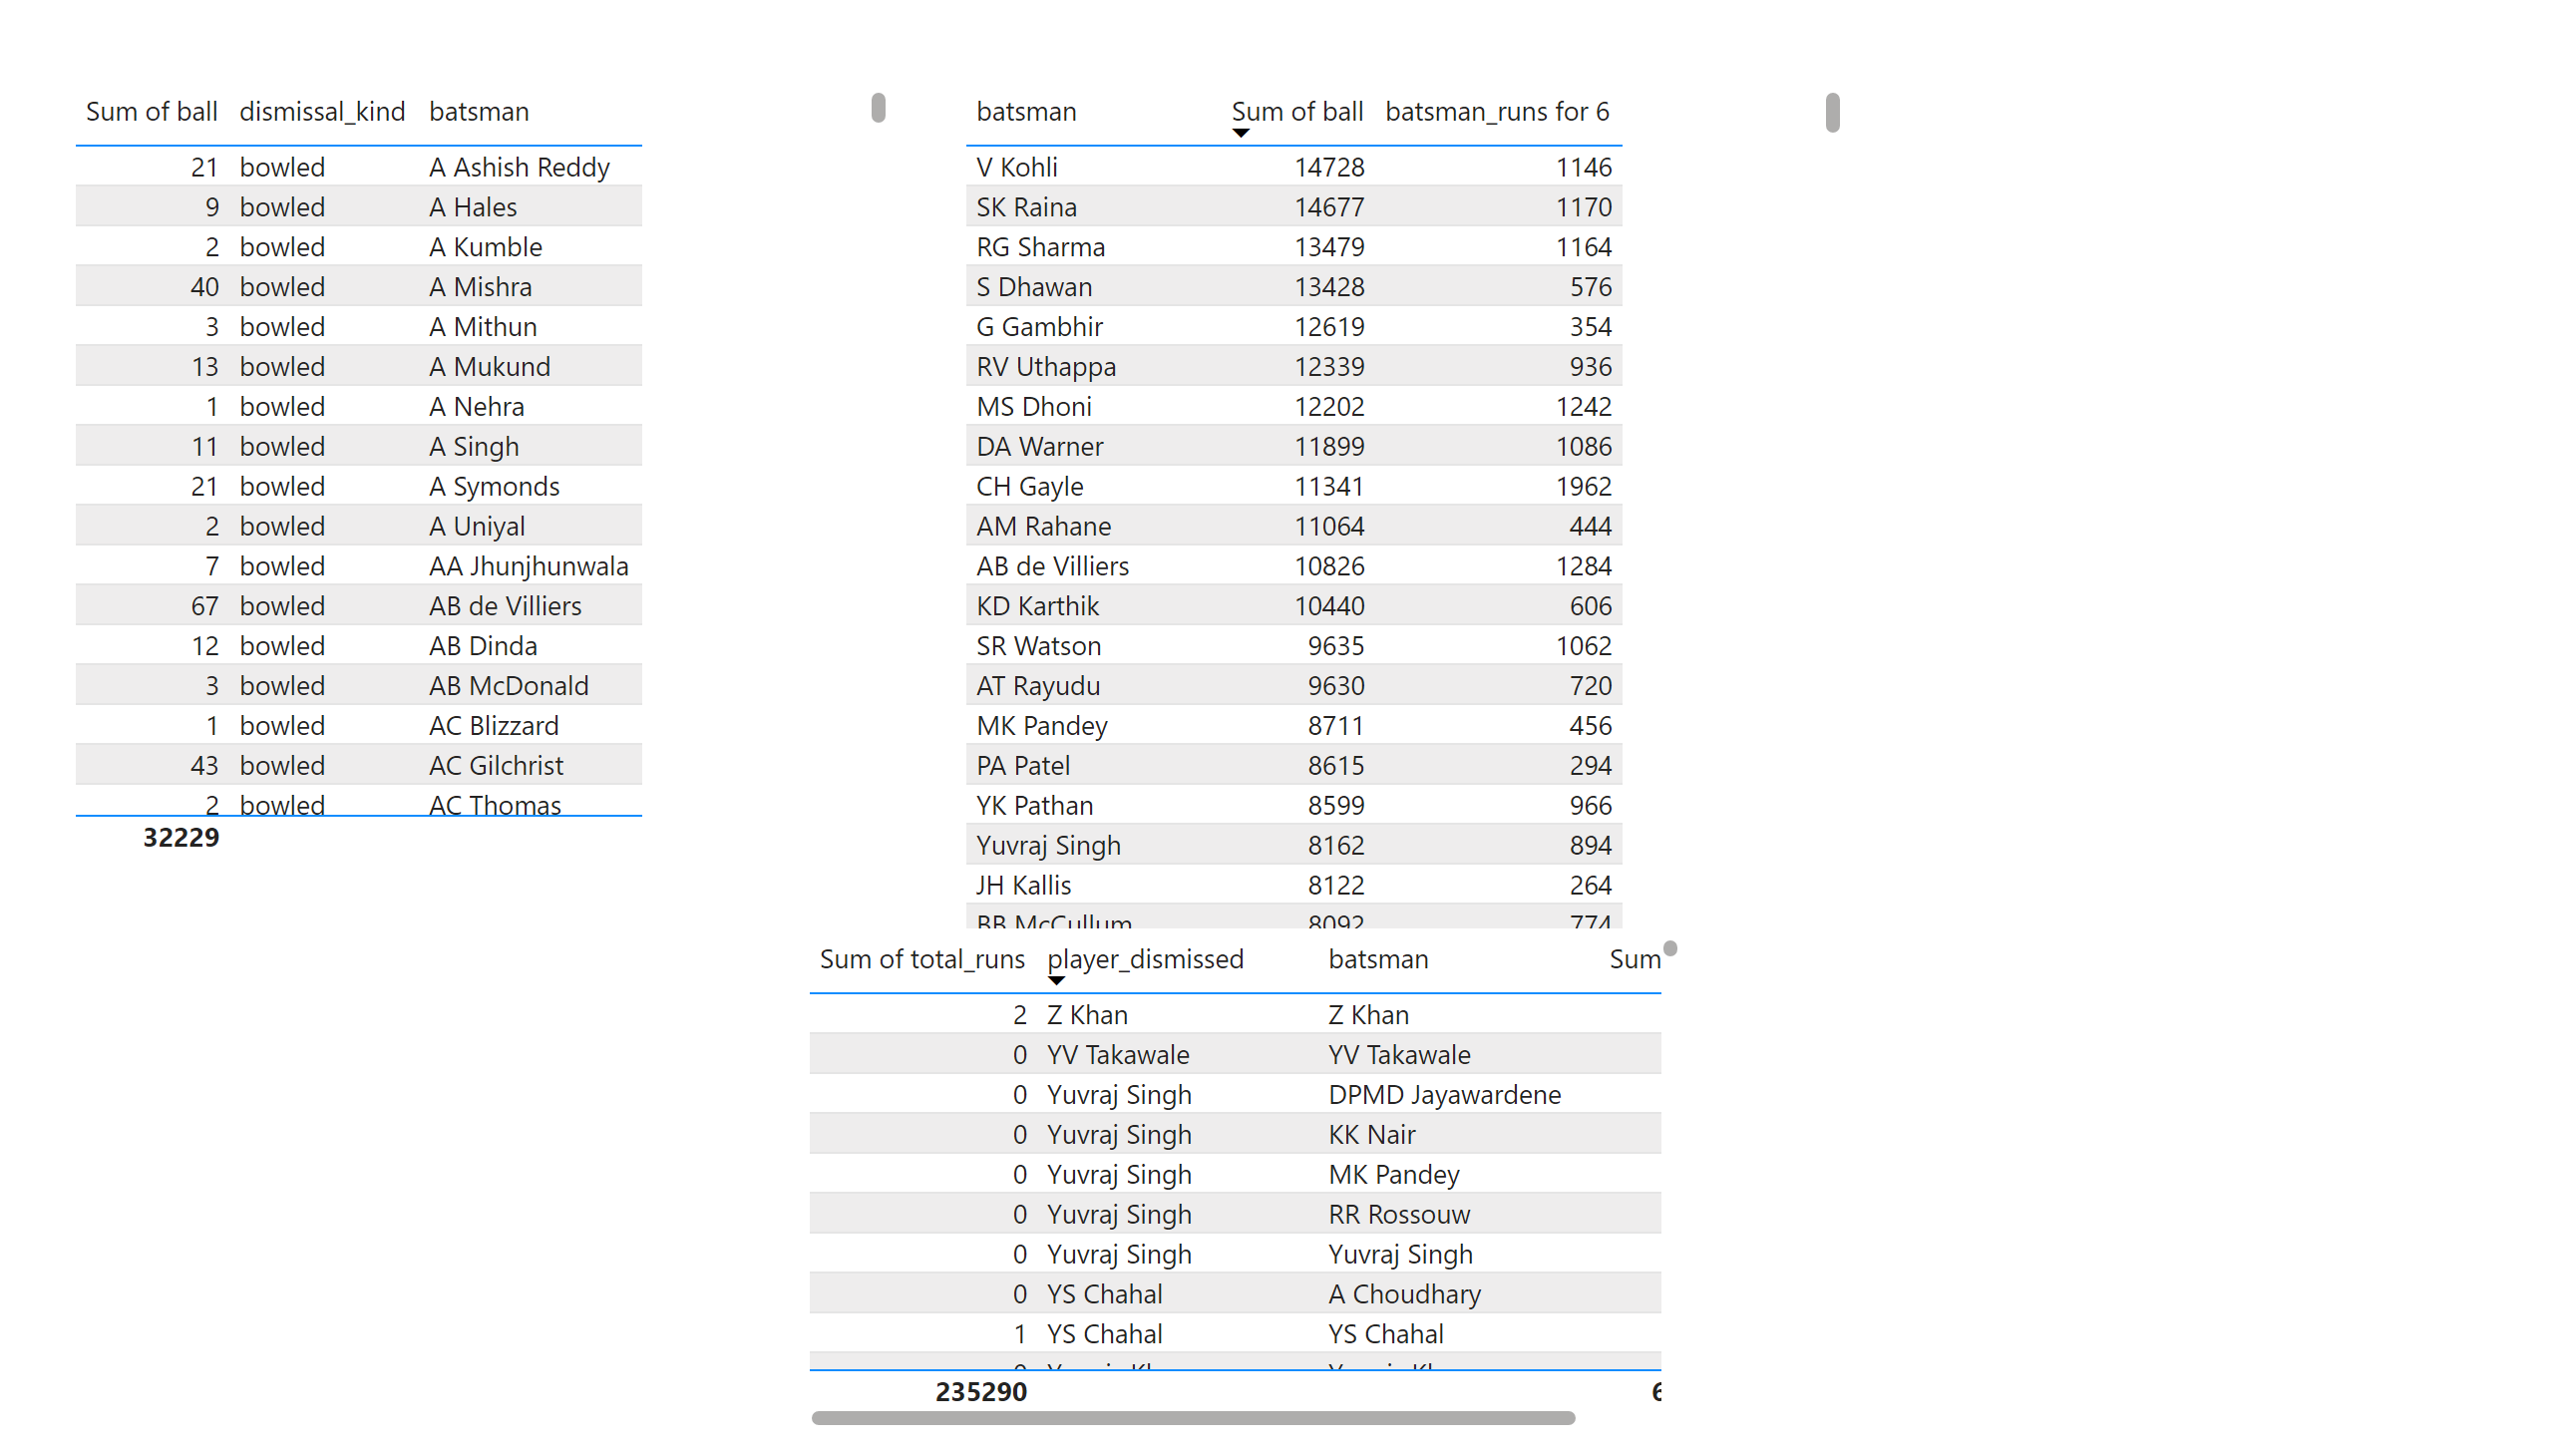 Sum of ball dismissal_kind batsman
21 bowled A Ashish Reddy
9 bowled A Hales
2 bowled A Kumble
40 bowled A Mishra
3 bowled A Mithun
13 bowled A Mukund
1 bowled A Nehra
11 bowled A Singh
21 bowled A Symonds
2 bowled A Uniyal
7 bowled AA Jhunjhunwala
67 bowled AB de Villiers
12 bowled AB Dinda
3 bowled AB McDonald
1 bowled AC Blizzard
43 bowled AC Gilchrist
2 bowled AC Thomas
32229
batsman Sum of ball batsman_runs for 6
V Kohli 14728 1146
SK Raina 14677 1170
RG Sharma 13479 1164
S Dhawan 13428 576
G Gambhir 12619 354
RV Uthappa 12339 936
MS Dhoni 12202 1242
DA Warner 11899 1086
CH Gayle 11341 1962
AM Rahane 11064 444
AB de Villiers 10826 1284
KD Karthik 10440 606
SR Watson 9635 1062
AT Rayudu 9630 720
MK Pandey 8711 456
PA Patel 8615 294
YK Pathan 8599 966
Yuvraj Singh 8162 894
JH Kallis 8122 264
BB McCullum 8092 774
Sum of total_runs player_dismissed batsman Sum
2 Z Khan Z Khan
0 YV Takawale YV Takawale
0 Yuvraj Singh DPMD Jayawardene
0 Yuvraj Singh KK Nair
0 Yuvraj Singh MK Pandey
0 Yuvraj Singh RR Rossouw
0 Yuvraj Singh Yuvraj Singh
0 YS Chahal A Choudhary
1 YS Chahal YS Chahal
235290